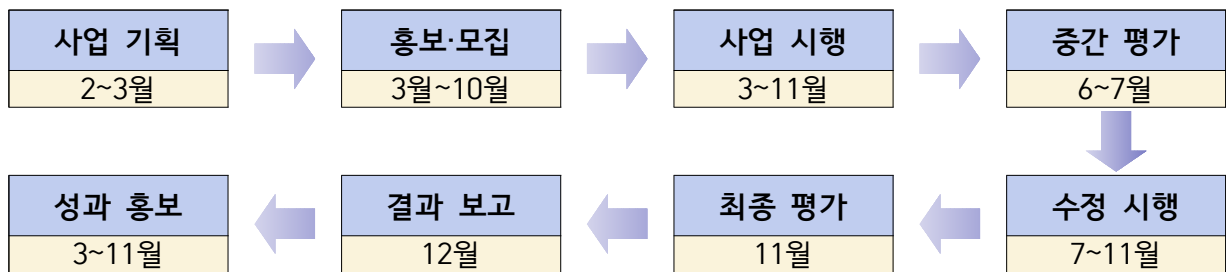 사업 기획
2~3월
홍보·모집
3월~10월
사업 시행
3~11월
중간 평가
6~7월
수정 시행
7~11월
최종 평가
11월
결과 보고
12월
성과 홍보
3~11월